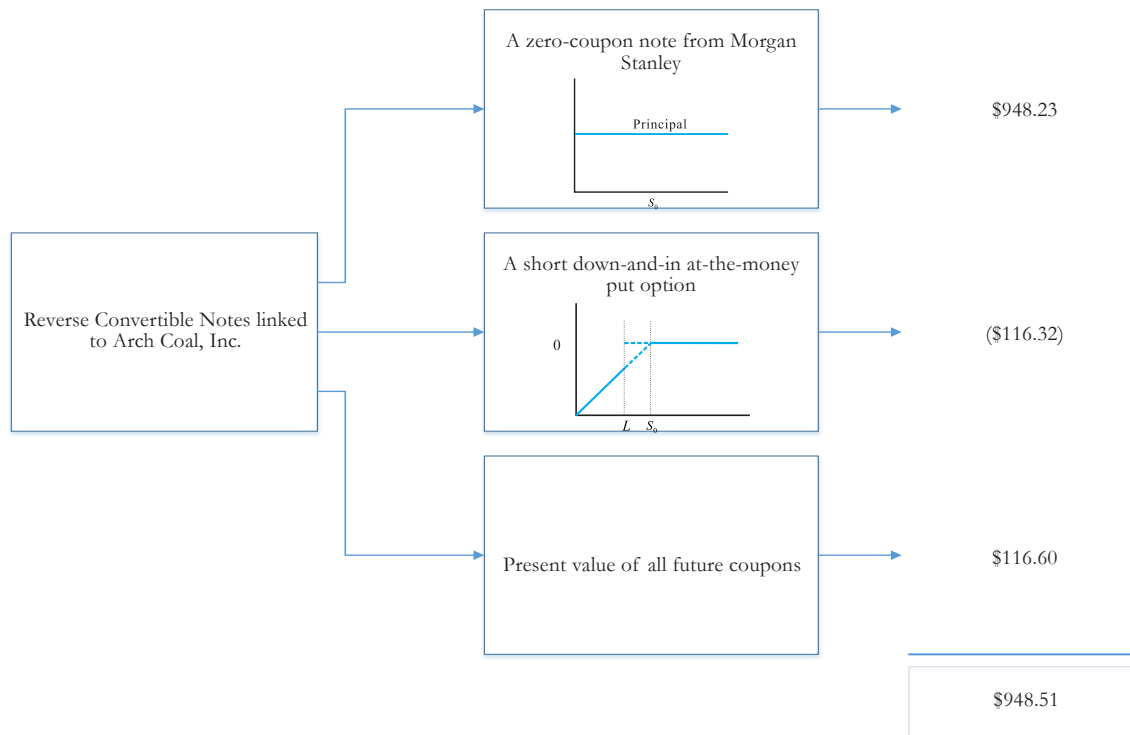 A zero-coupon note from Morgan
Stanley
Principal
S₀
$948.23
Reverse Convertible Notes linked
to Arch Coal, Inc.
A short down-and-in at-the-money
put option
0
L S₀
($116.32)
Present value of all future coupons
$116.60
$948.51